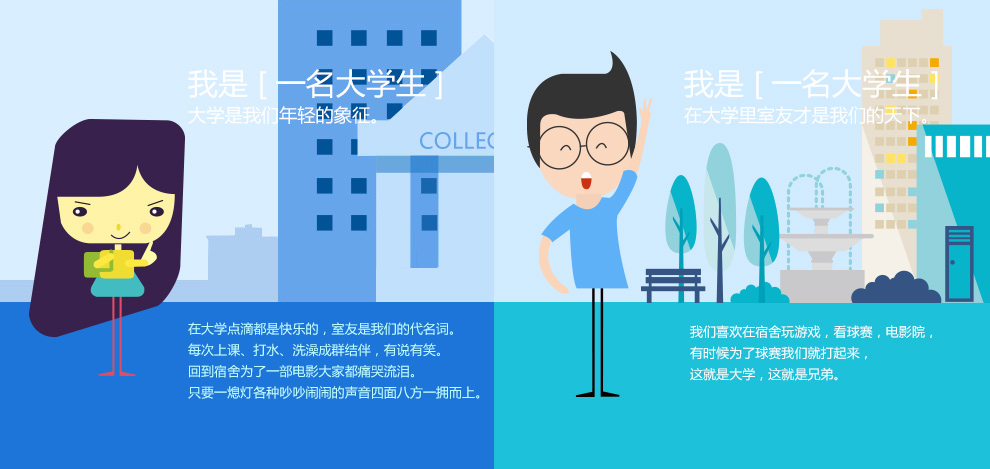 我是 [ 一名大学生 ]
大学是我们年轻的象征。
COLLEC
在大学点滴都是快乐的，室友是我们的代名词。
每次上课、打水、洗澡成群结伴，有说有笑。
回到宿舍为了一部电影大家都痛哭流泪。
只要一熄灯各种吵吵闹闹的声音四面八方一拥而上。
我是 [ 一名大学生 ]
在大学里室友才是我们的天下。
我们喜欢在宿舍玩游戏，看球赛，电影院，
有时候为了球赛我们就打起来，
这就是大学，这就是兄弟。